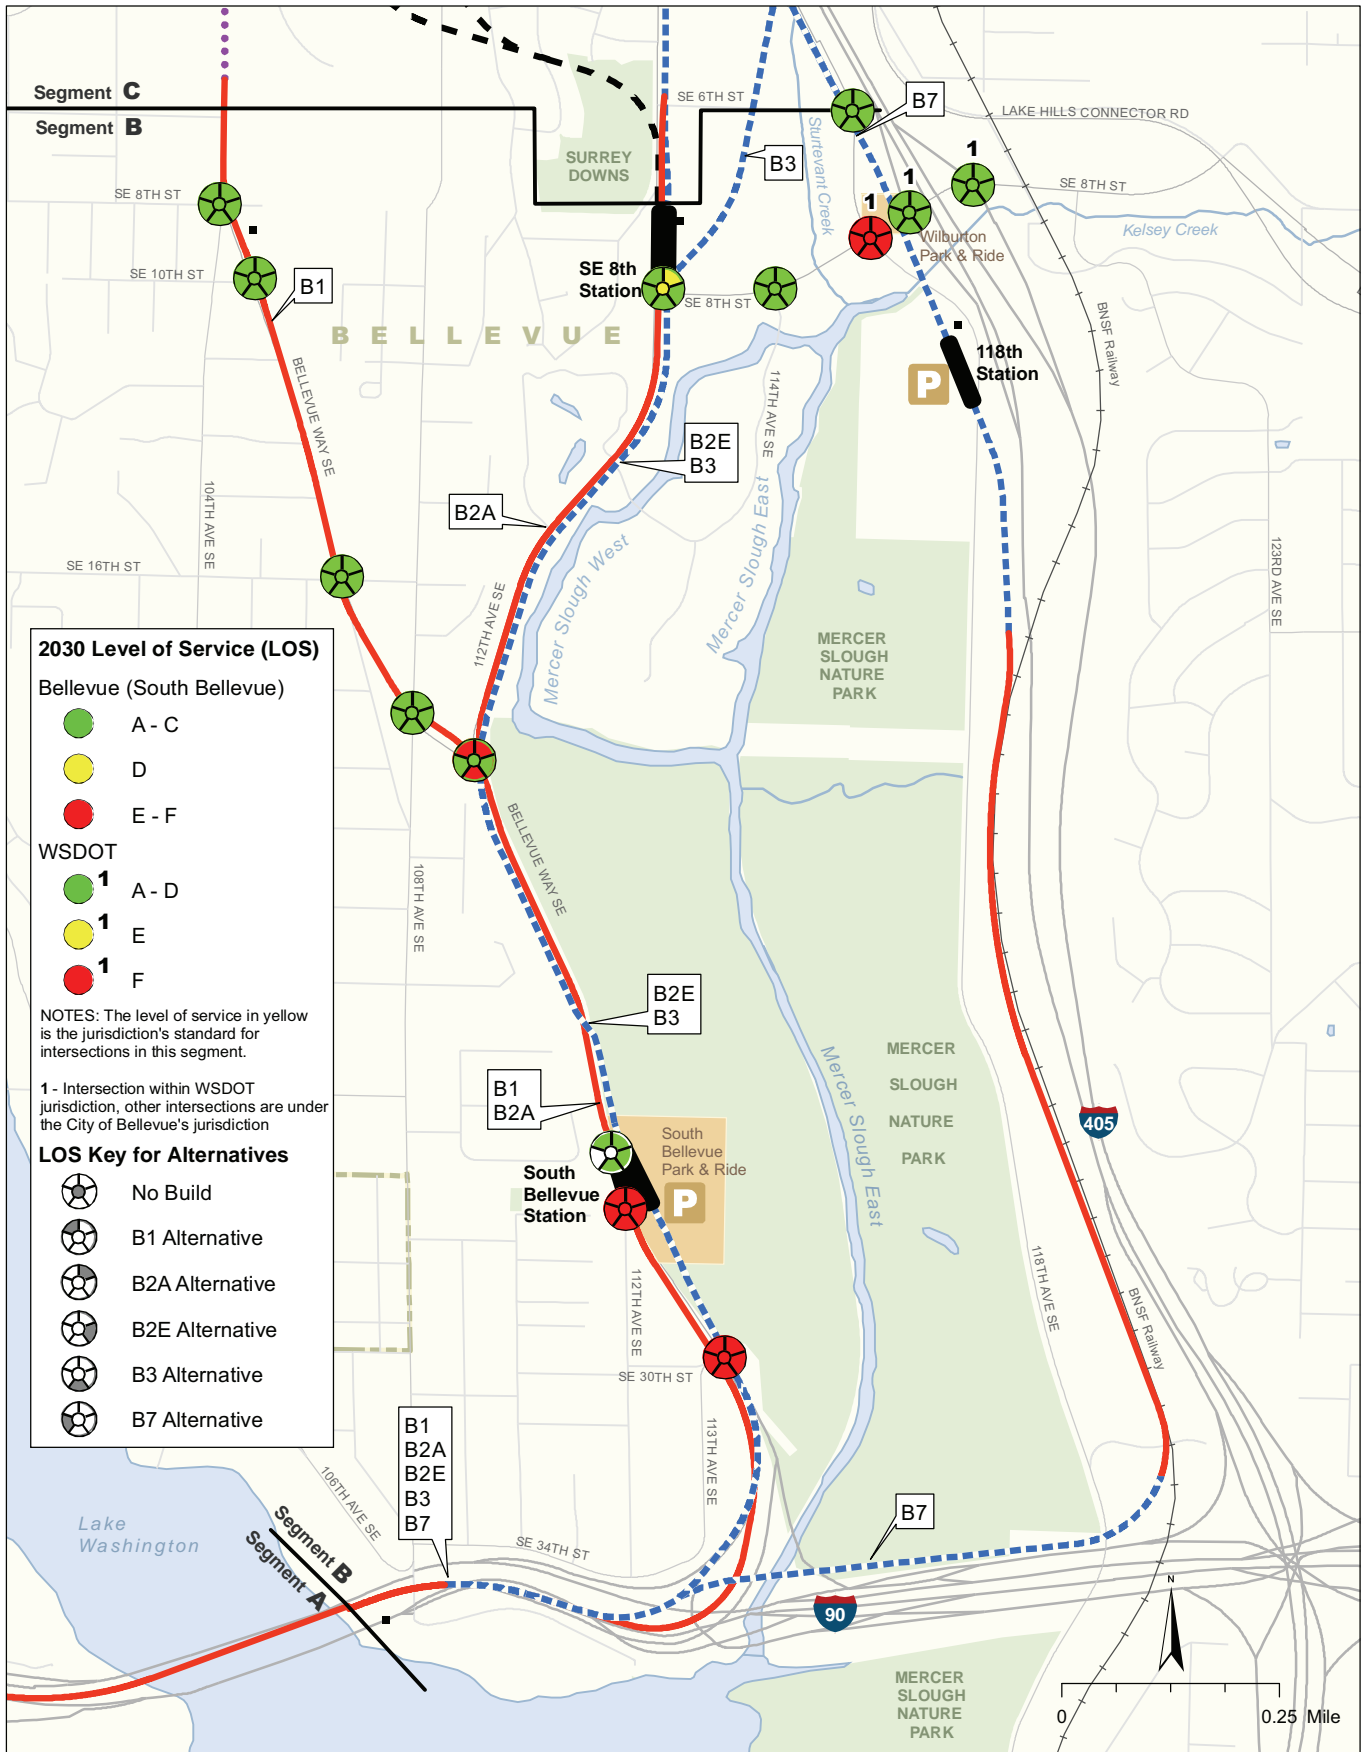 Segment C
Segment B
SE 6TH ST
B7
LAKE HILLS CONNECTOR RD
SURREY
DOWNS
B3
Sturtevant Creek
1
1
1
SE 8TH ST
SE 8TH ST
Kelsey Creek
Wilburton
Park & Ride
SE 10TH ST
B1
SE 8th
Station
SE 8TH ST
BELLEVUE
BNSF Railway
118th
Station
P
BELLEVUE WAY SE
114TH AVE SE
B2E
B3
B2A
104TH AVE SE
Mercer Slough West
Mercer Slough East
123RD AVE SE
SE 16TH ST
112TH AVE SE
MERCER
SLOUGH
NATURE
PARK
2030 Level of Service (LOS)
Bellevue (South Bellevue)
A - C
D
E - F
WSDOT
1
A - D
1
E
1
F
NOTES: The level of service in yellow
is the jurisdiction's standard for
intersections in this segment.
1 - Intersection within WSDOT
jurisdiction, other intersections are under
the City of Bellevue's jurisdiction
LOS Key for Alternatives
No Build
B1 Alternative
B2A Alternative
B2E Alternative
B3 Alternative
B7 Alternative
BELLEVUE WAY SE
108TH AVE SE
B2E
B3
Mercer Slough East
MERCER
SLOUGH
NATURE
PARK
B1
B2A
405
South
Bellevue
Park & Ride
P
South
Bellevue
Station
112TH AVE SE
118TH AVE SE
BNSF Railway
SE 30TH ST
113TH AVE SE
B1
B2A
B2E
B3
B7
106TH AVE SE
B7
Lake
Washington
Segment B
Segment A
SE 34TH ST
90
N
MERCER
SLOUGH
NATURE
PARK
0
0.25 Mile